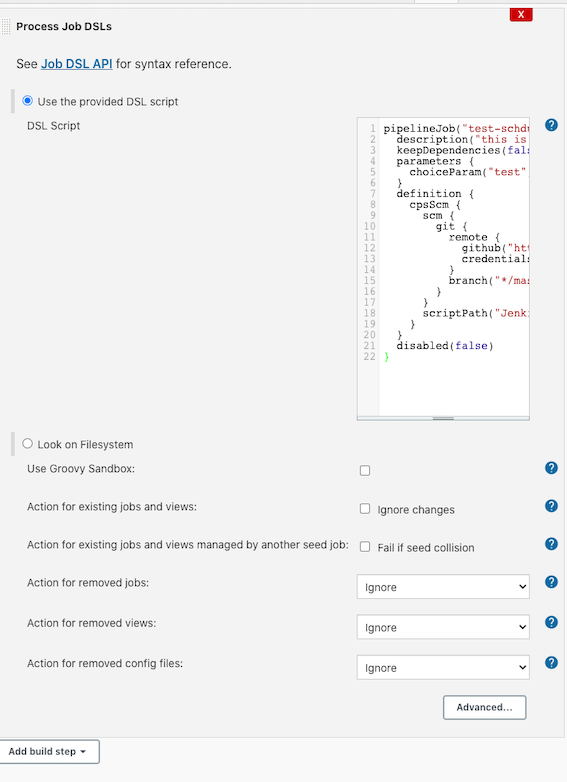 X
Process Job DSLs
See Job DSL API for syntax reference.
Use the provided DSL script
DSL Script
?
1 pipelineJob("test-schd
2 description("this is
3 keepDependencies(fals
4 parameters {
5 choiceParam("test"
6 }
7 definition {
8 cpsScm {
9 scm {
10 git {
11 remote {
12 github("htt
13 credentials
14 }
15 branch("*/mas
16 }
17 }
18 scriptPath("Jenk
19 }
20 }
21 disabled(false)
22 }
Look on Filesystem
Use Groovy Sandbox:
?
Action for existing jobs and views:
Ignore changes
?
Action for existing jobs and views managed by another seed job:
Fail if seed collision
?
Action for removed jobs:
Ignore
?
Action for removed views:
Ignore
?
Action for removed config files:
Ignore
?
Advanced...
Add build step